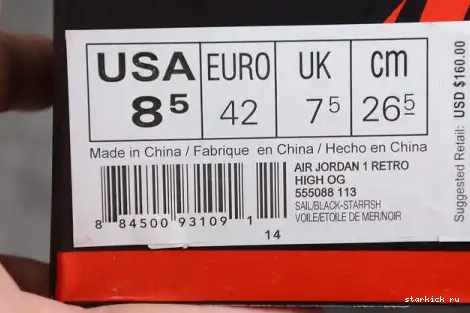 USA EURO UK cm
8⁵ 42 7⁵ 26⁵
Made in China / Fabrique en China / Hecho en China
AIR JORDAN 1 RETRO
HIGH OG
555088 113
SAIL/BLACK-STARFISH
VOILE/ETOILE DE MER/NOIR
8 84500 93109 1
14
Suggested Retail: USD $160.00
starkick ru